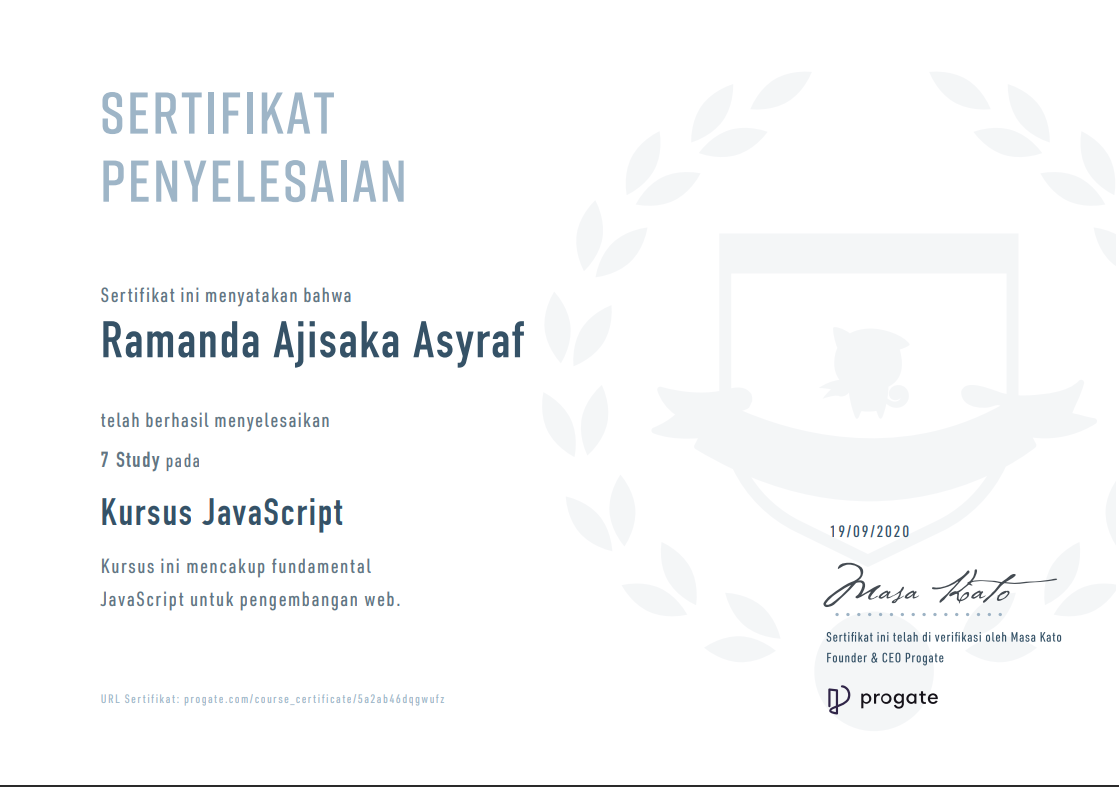 SERTIFIKAT
PENYELESAIAN
Sertifikat ini menyatakan bahwa
Ramanda Ajisaka Asyraf
telah berhasil menyelesaikan
7 Study pada
Kursus JavaScript
Kursus ini mencakup fundamental
JavaScript untuk pengembangan web.
19/09/2020
Masa Kato
Sertifikat ini telah di verifikasi oleh Masa Kato
Founder & CEO Progate
progate
URL Sertifikat: progate.com/course_certificate/5a2ab46dqgwufz